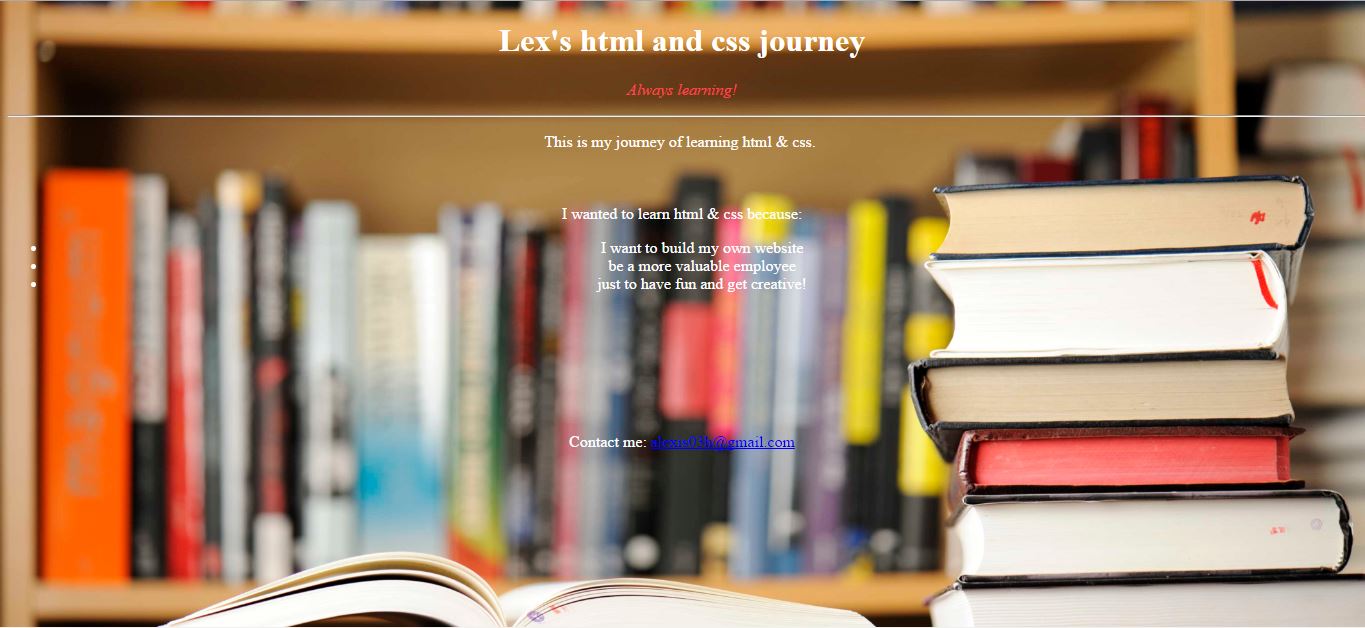 Lex's html and css journey
Always learning!
This is my journey of learning html & css.
I wanted to learn html & css because:
I want to build my own website
be a more valuable employee
just to have fun and get creative!
Contact me: alexis03h@gmail.com